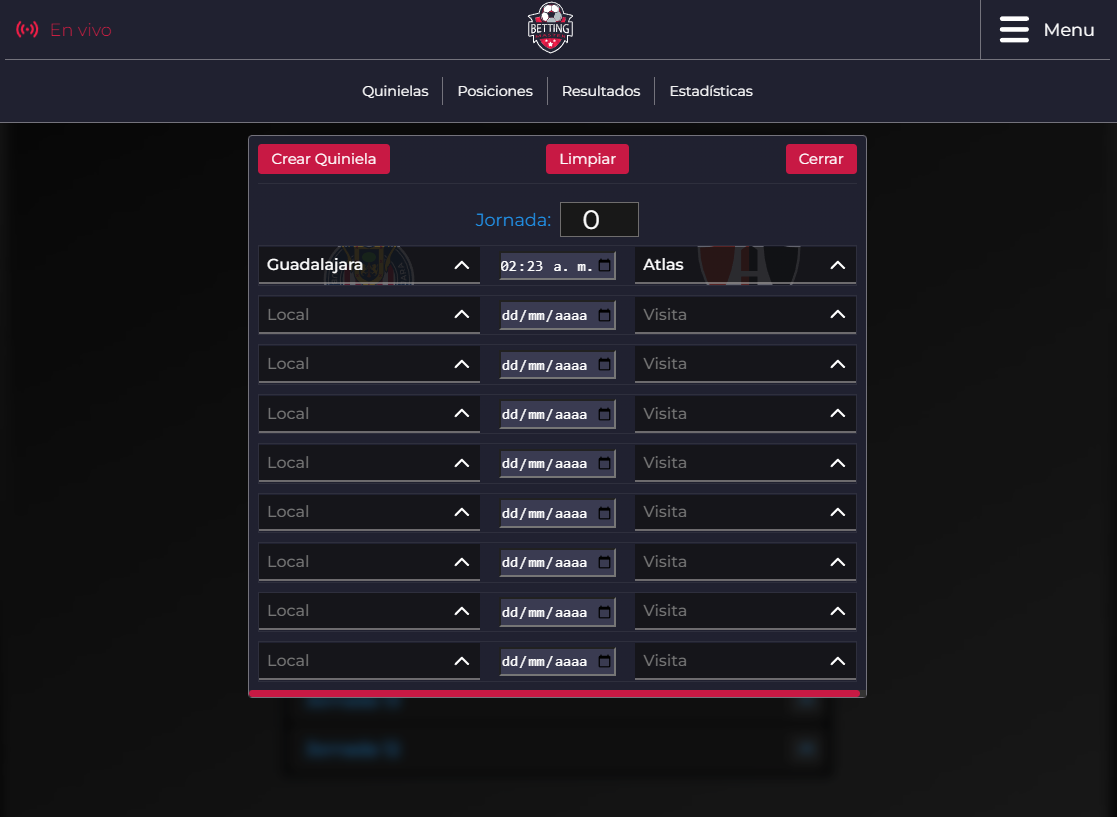 En vivo
BETTING
Menu
Quinielas Posiciones Resultados Estadísticas
Crear Quiniela Limpiar Cerrar
Jornada: 0
Guadalajara 02:23 a. m. Atlas
Local dd/mm/aaaa Visita
Local dd/mm/aaaa Visita
Local dd/mm/aaaa Visita
Local dd/mm/aaaa Visita
Local dd/mm/aaaa Visita
Local dd/mm/aaaa Visita
Local dd/mm/aaaa Visita
Local dd/mm/aaaa Visita